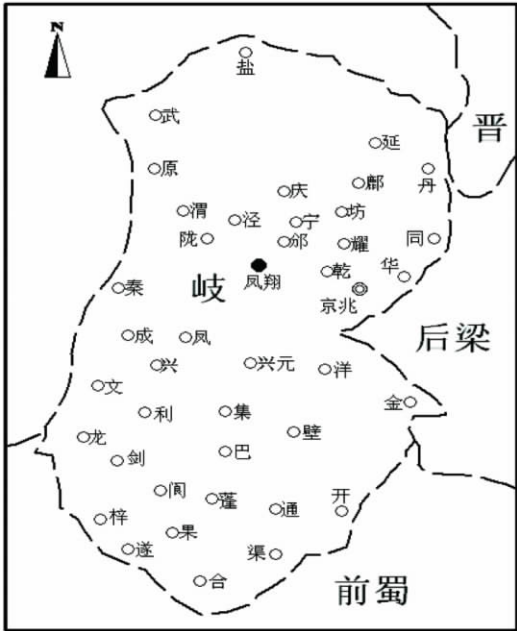 N
盐
晋
武
延
原
丹
鄜
庆
渭
泾
宁
坊
陇
邠
耀
同
岐
凤翔
乾
华
秦
京兆
后梁
成
凤
兴
兴元
洋
文
金
利
集
壁
龙
剑
巴
阆
蓬
通
开
梓
果
遂
渠
合
前蜀